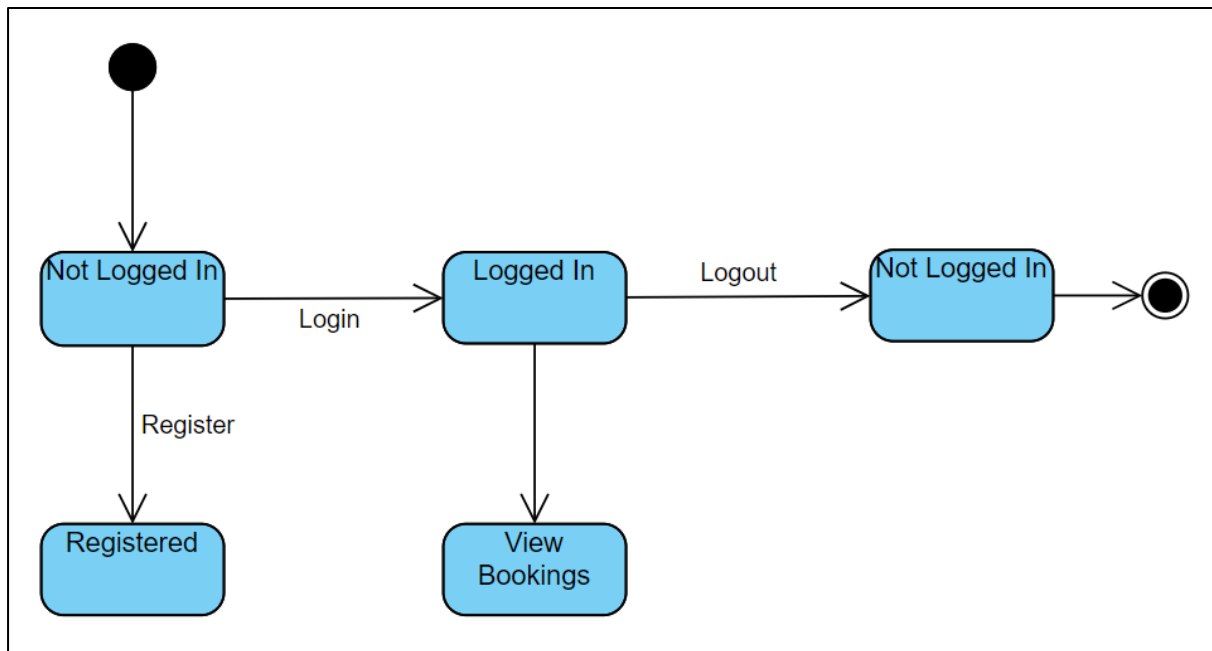 Not Logged In
Login
Logged In
Logout
Not Logged In
Register
Registered
View
Bookings